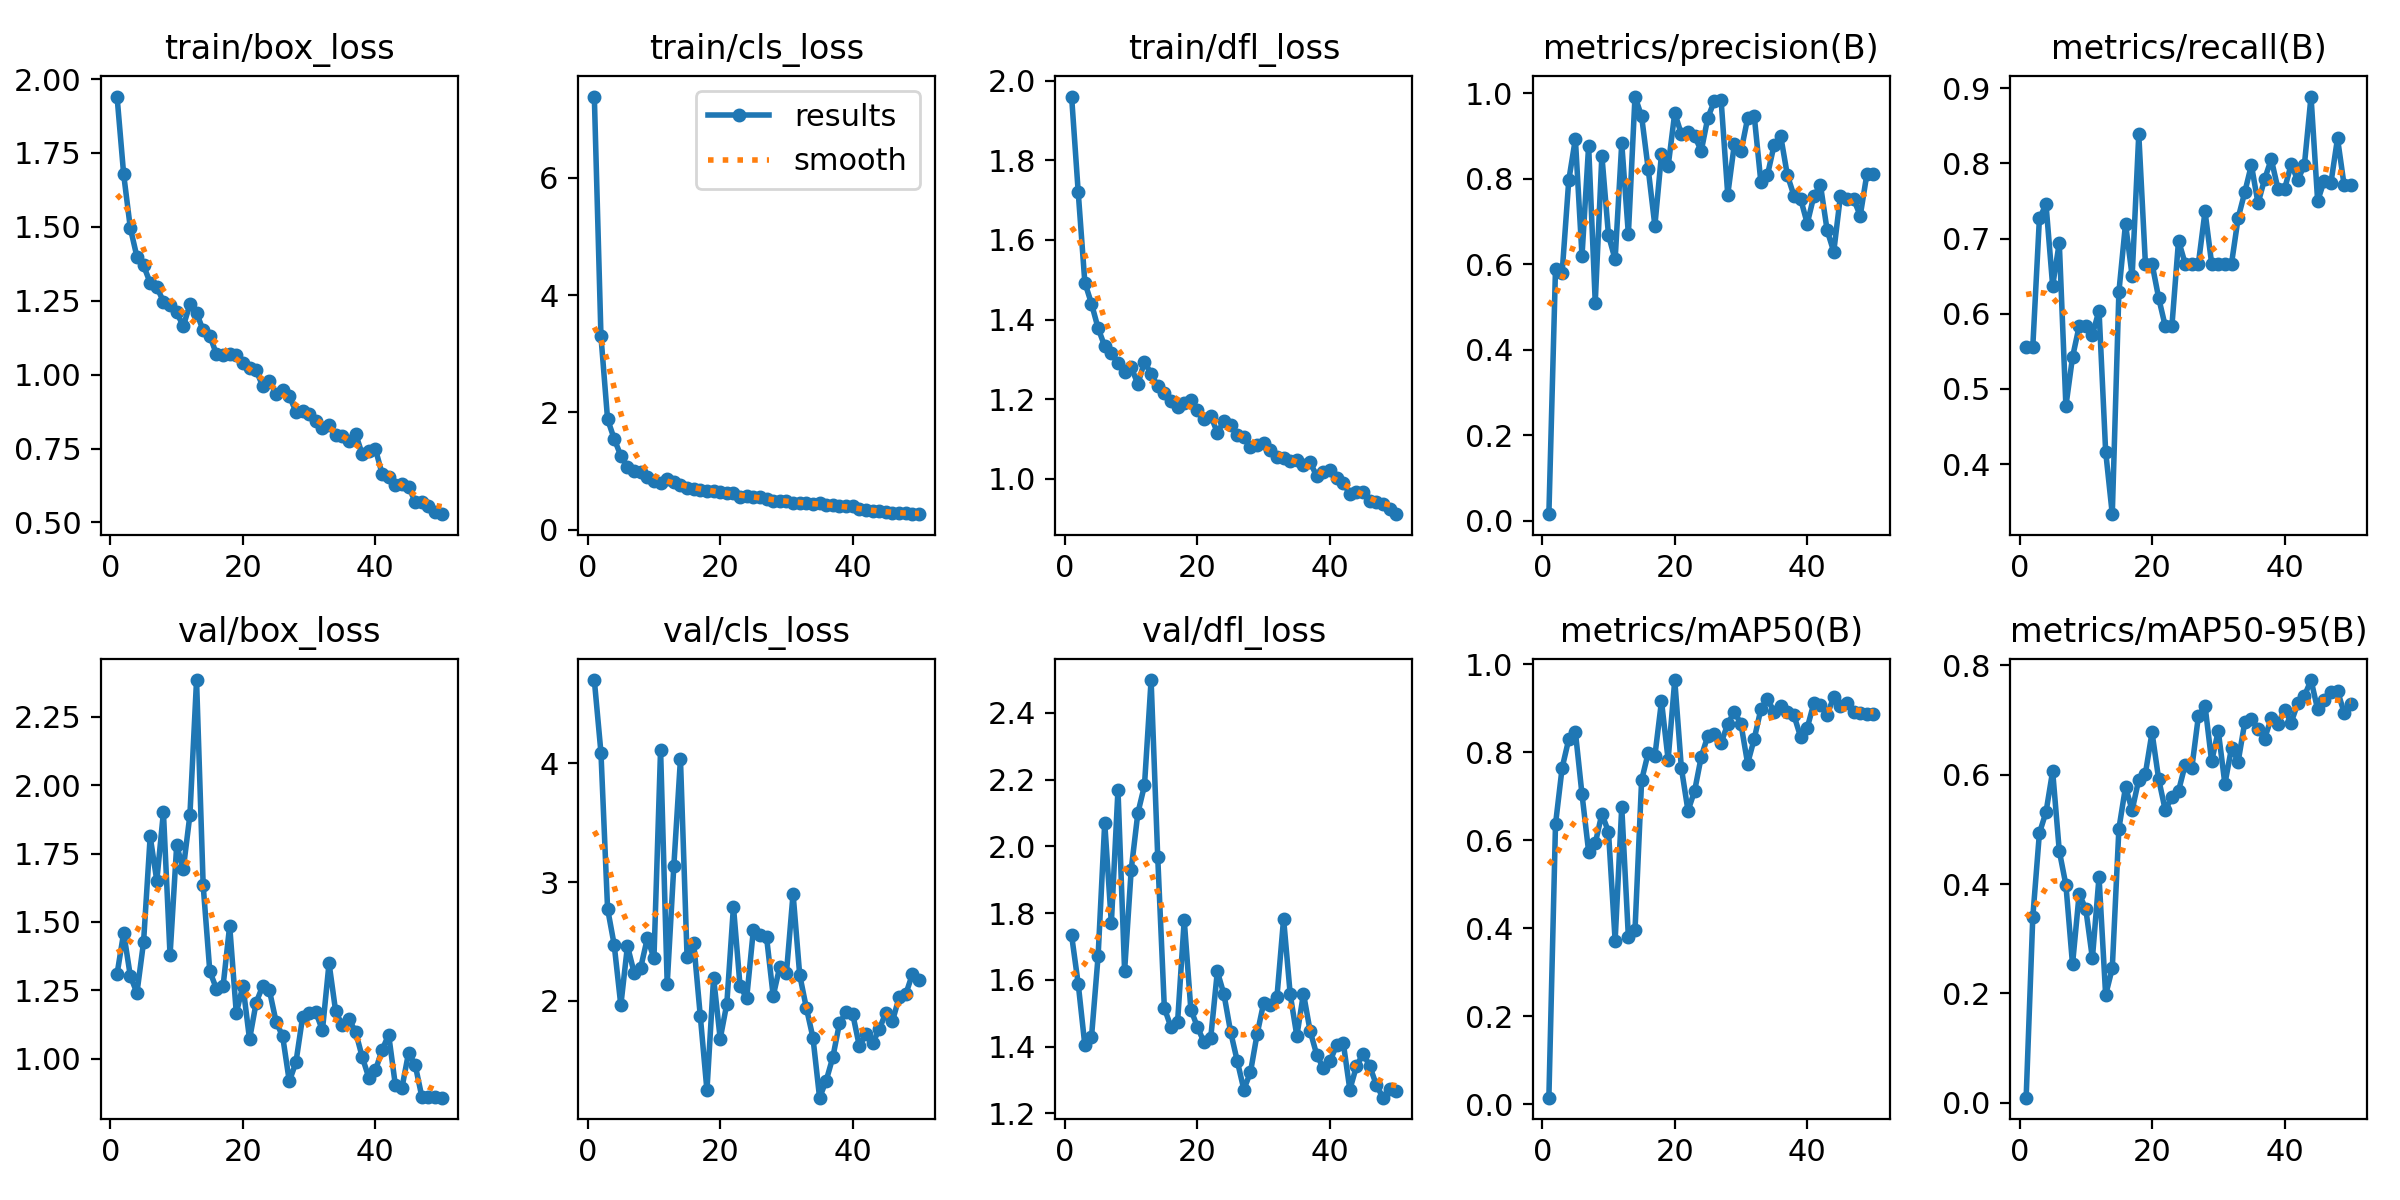 train/box_loss
2.00
1.75
1.50
1.25
1.00
0.75
0.50
0 20 40
train/cls_loss
results
smooth
6
4
2
0
0 20 40
train/dfl_loss
2.0
1.8
1.6
1.4
1.2
1.0
0 20 40
metrics/precision(B)
1.0
0.8
0.6
0.4
0.2
0.0
0 20 40
metrics/recall(B)
0.9
0.8
0.7
0.6
0.5
0.4
0 20 40
val/box_loss
2.25
2.00
1.75
1.50
1.25
1.00
0 20 40
val/cls_loss
4
3
2
0 20 40
val/dfl_loss
2.4
2.2
2.0
1.8
1.6
1.4
1.2
0 20 40
metrics/mAP50(B)
1.0
0.8
0.6
0.4
0.2
0.0
0 20 40
metrics/mAP50-95(B)
0.8
0.6
0.4
0.2
0.0
0 20 40